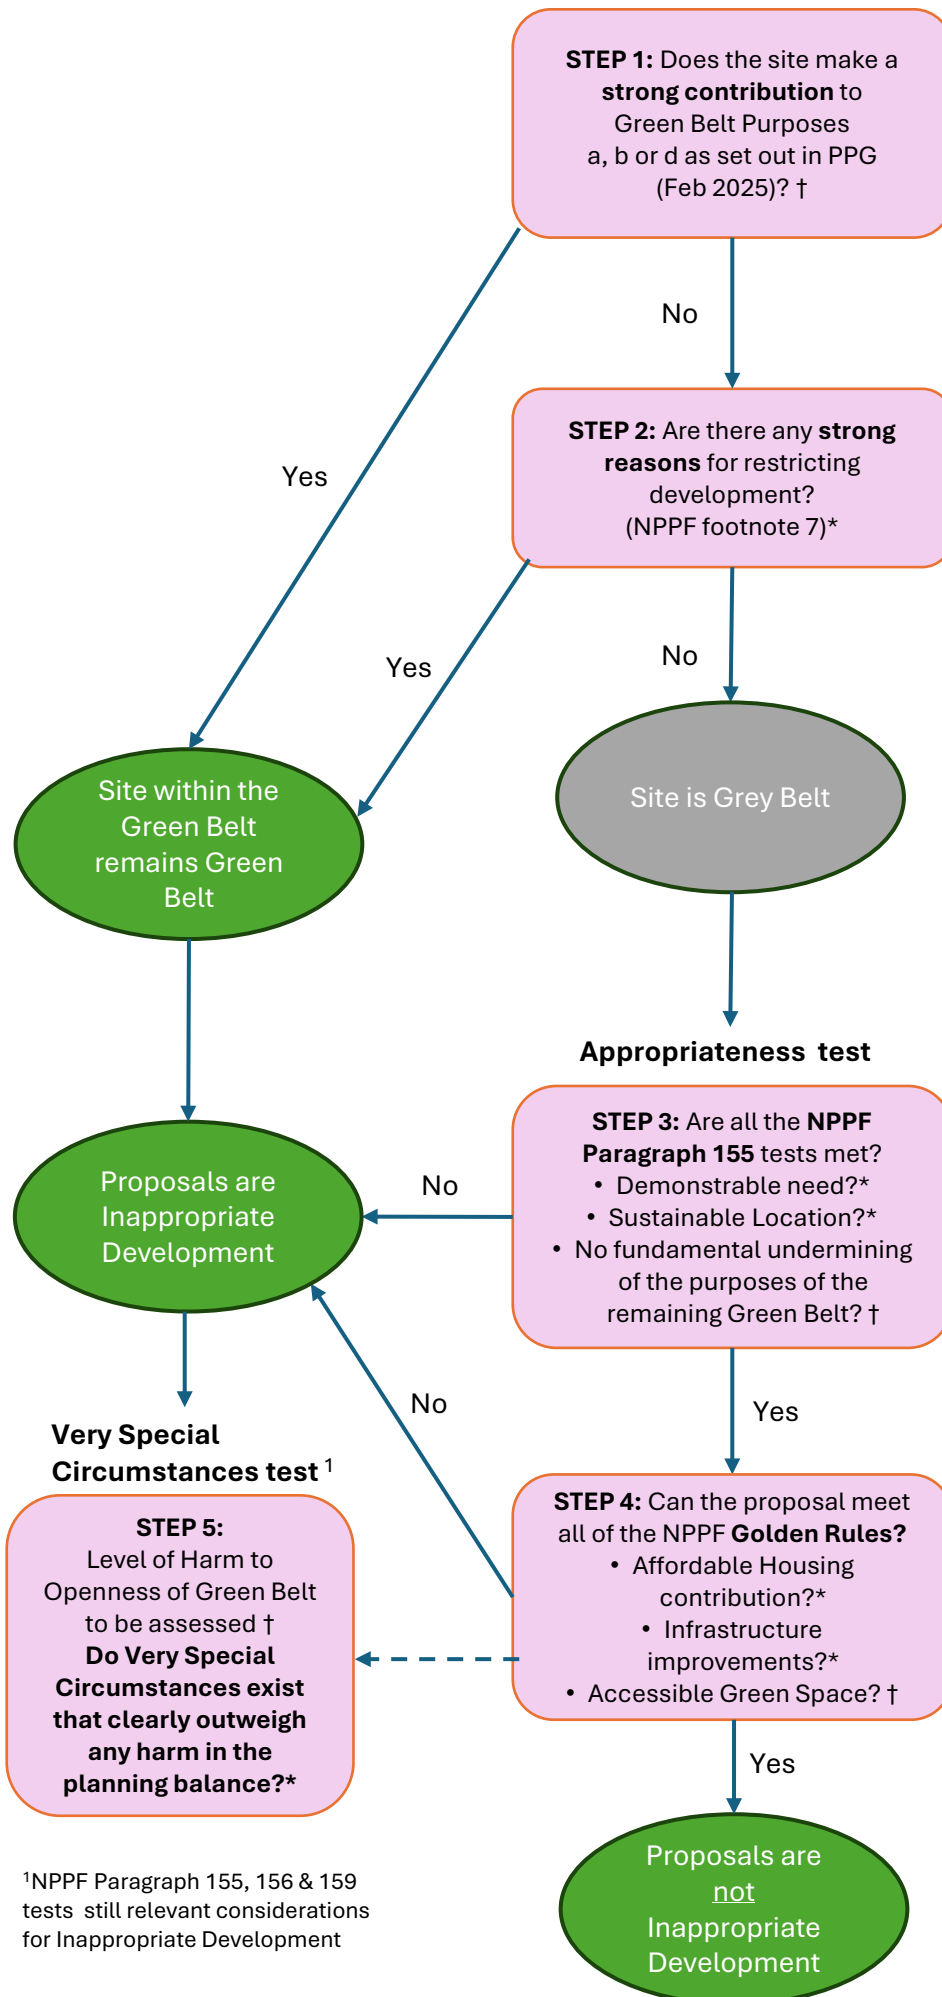 STEP 1: Does the site make a
strong contribution to
Green Belt Purposes
a, b or d as set out in PPG
(Feb 2025)? †
No
Yes
STEP 2: Are there any strong
reasons for restricting
development?
(NPPF footnote 7)*
Yes
No
Site within the
Green Belt
remains Green
Belt
Site is Grey Belt
Appropriateness test
STEP 3: Are all the NPPF
Paragraph 155 tests met?
• Demonstrable need?*
• Sustainable Location?*
• No fundamental undermining
of the purposes of the
remaining Green Belt? †
No
Proposals are
Inappropriate
Development
No
Yes
Very Special
Circumstances test ¹
STEP 4: Can the proposal meet
all of the NPPF Golden Rules?
• Affordable Housing
contribution?*
• Infrastructure
improvements?*
• Accessible Green Space? †
STEP 5:
Level of Harm to
Openness of Green Belt
to be assessed †
Do Very Special
Circumstances exist
that clearly outweigh
any harm in the
planning balance?*
Yes
Proposals are
not
Inappropriate
Development
¹NPPF Paragraph 155, 156 & 159
tests still relevant considerations
for Inappropriate Development